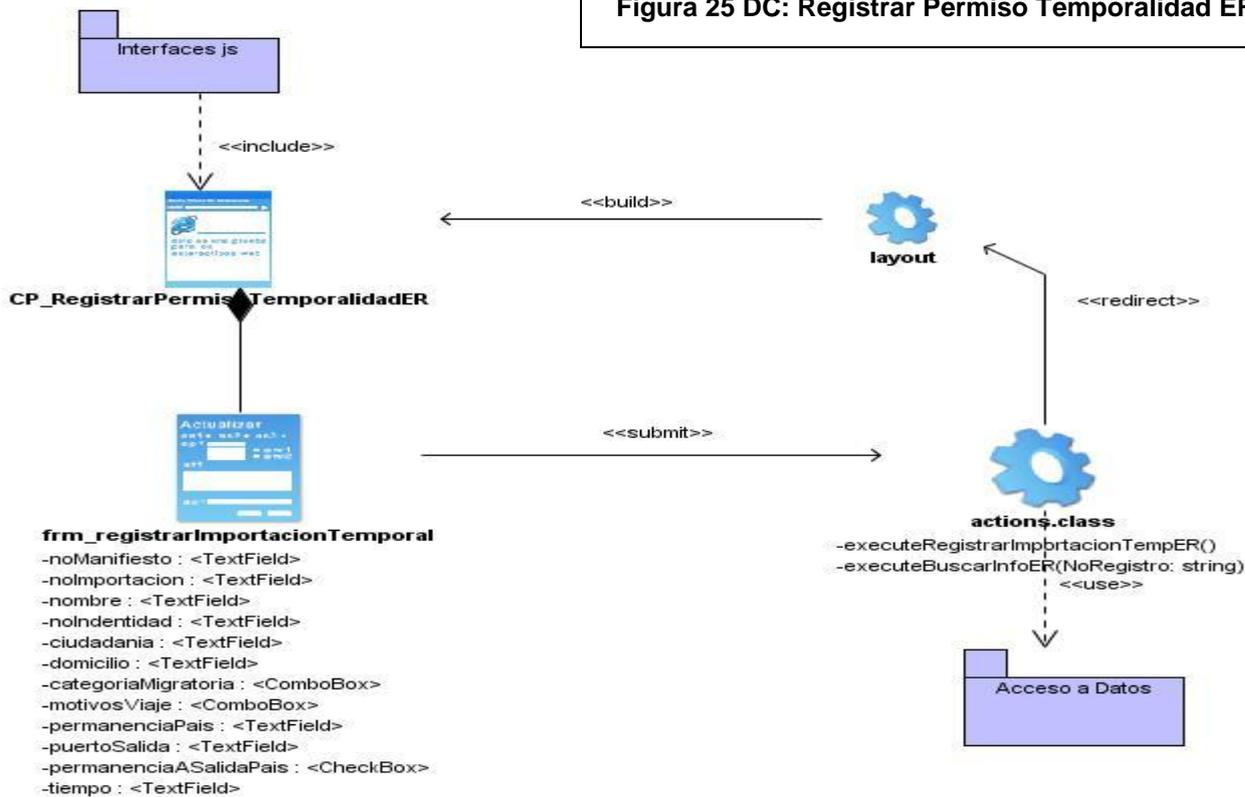 Figura 25 DC: Registrar Permiso Temporalidad ER
Interfaces js
<<include>>
<<build>>
layout
CP_RegistrarPermisoTemporalidadER
<<redirect>>
Actualizar
<<submit>>
frm_registrarImportacionTemporal
-noManifiesto : <TextField>
-noImportacion : <TextField>
-nombre : <TextField>
-noIndentidad : <TextField>
-ciudadania : <TextField>
-domicilio : <TextField>
-categoriaMigratoria : <ComboBox>
-motivosViaje : <ComboBox>
-permanenciaPais : <TextField>
-puertoSalida : <TextField>
-permanenciaASalidaPais : <CheckBox>
-tiempo : <TextField>
actions.class
-executeRegistrarImportacionTempER()
-executeBuscarInfoER(NoRegistro: string)
<<use>>
Acceso a Datos